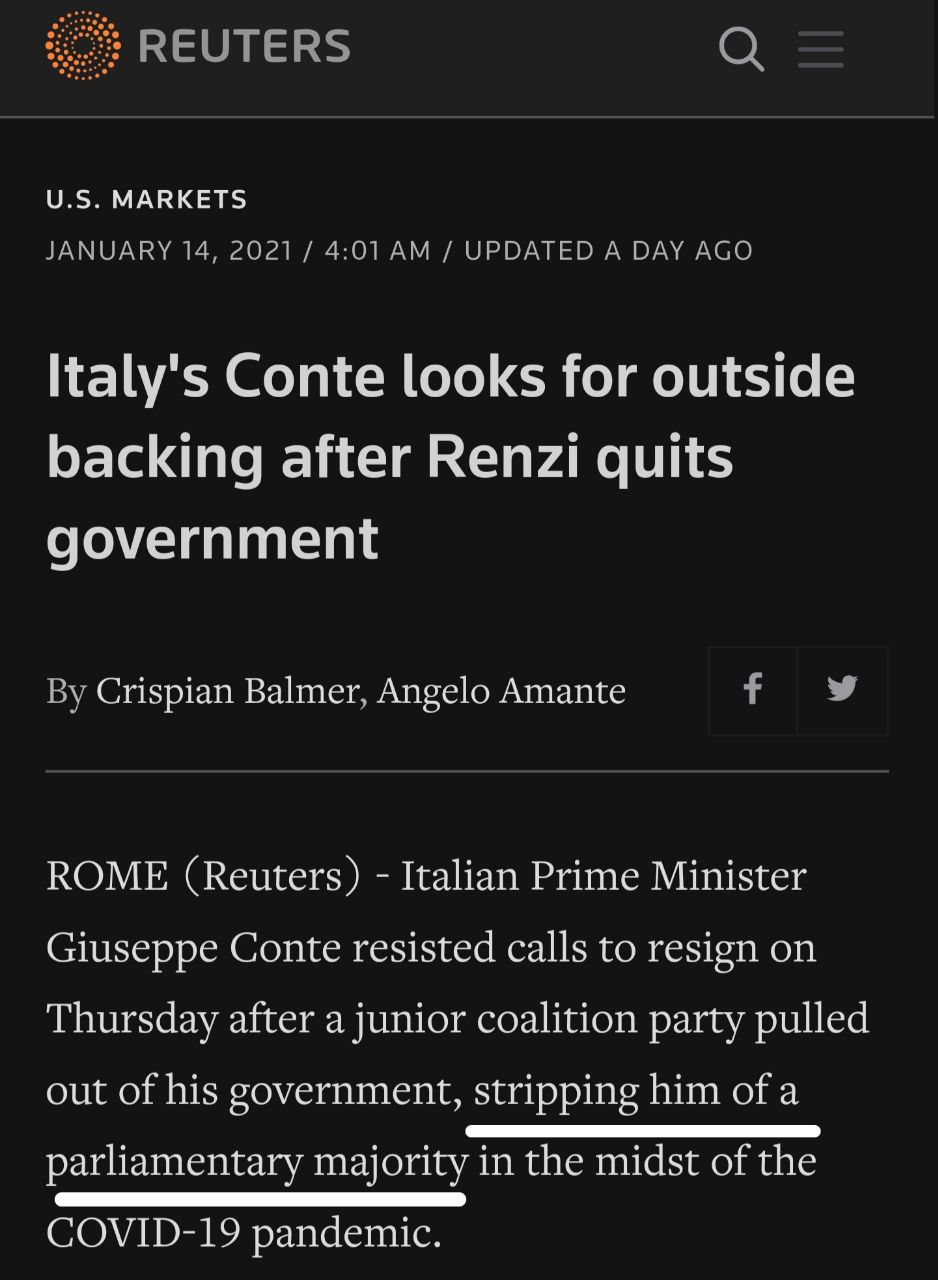 REUTERS
U.S. MARKETS
JANUARY 14, 2021 / 4:01 AM / UPDATED A DAY AGO
Italy's Conte looks for outside
backing after Renzi quits
government
By Crispian Balmer, Angelo Amante
ROME (Reuters) - Italian Prime Minister
Giuseppe Conte resisted calls to resign on
Thursday after a junior coalition party pulled
out of his government, stripping him of a
parliamentary majority in the midst of the
COVID-19 pandemic.